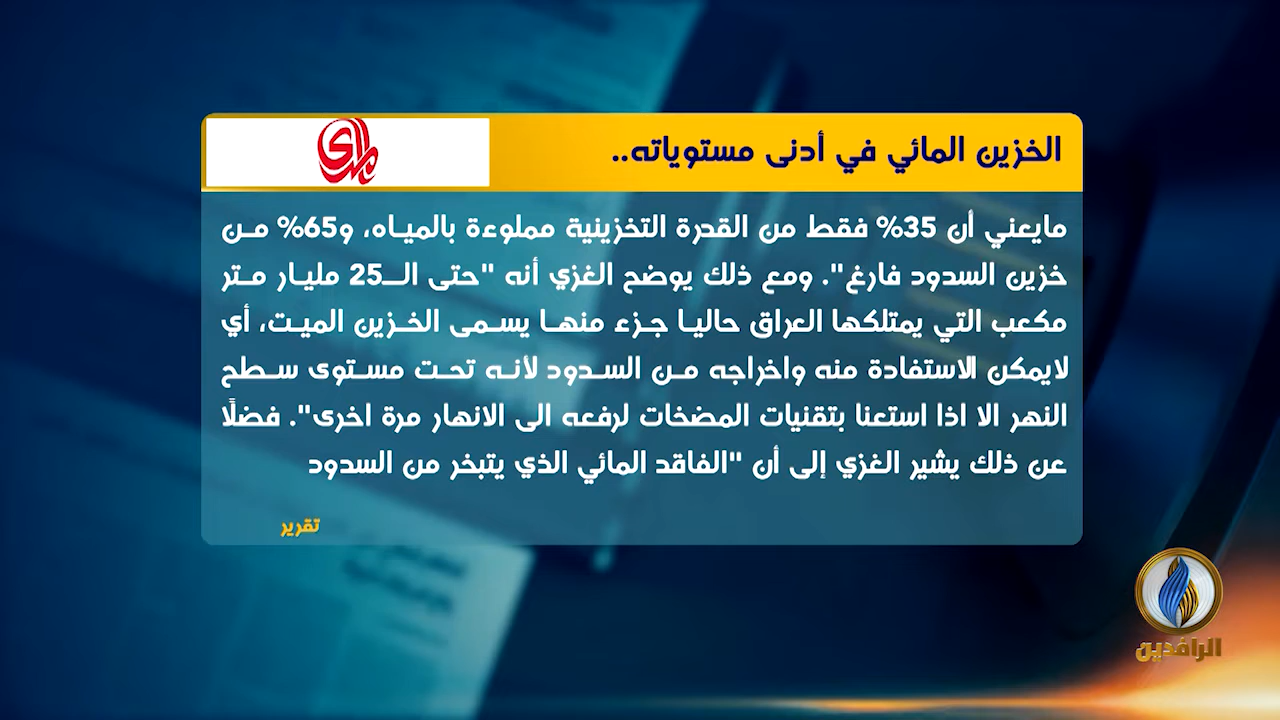 الخزين المائي في أدنى مستوياته..
المدى
مايعني أن 35% فقط من القدرة التخزينية مملوءة بالمياه، و65% من
خزين السدود فارغ". ومع ذلك يوضح الغزي أنه "حتى الـ25 مليار متر
مكعب التي يمتلكها العراق حاليا جزء منها يسمى الخزين الميت، أي
لايمكن الاستفادة منه واخراجه من السدود لأنه تحت مستوى سطح
النهر الا اذا استعنا بتقنيات المضخات لرفعه الى الانهار مرة اخرى". فضلًا
عن ذلك يشير الغزي إلى أن "الفاقد المائي الذي يتبخر من السدود
تقرير
الرافدين